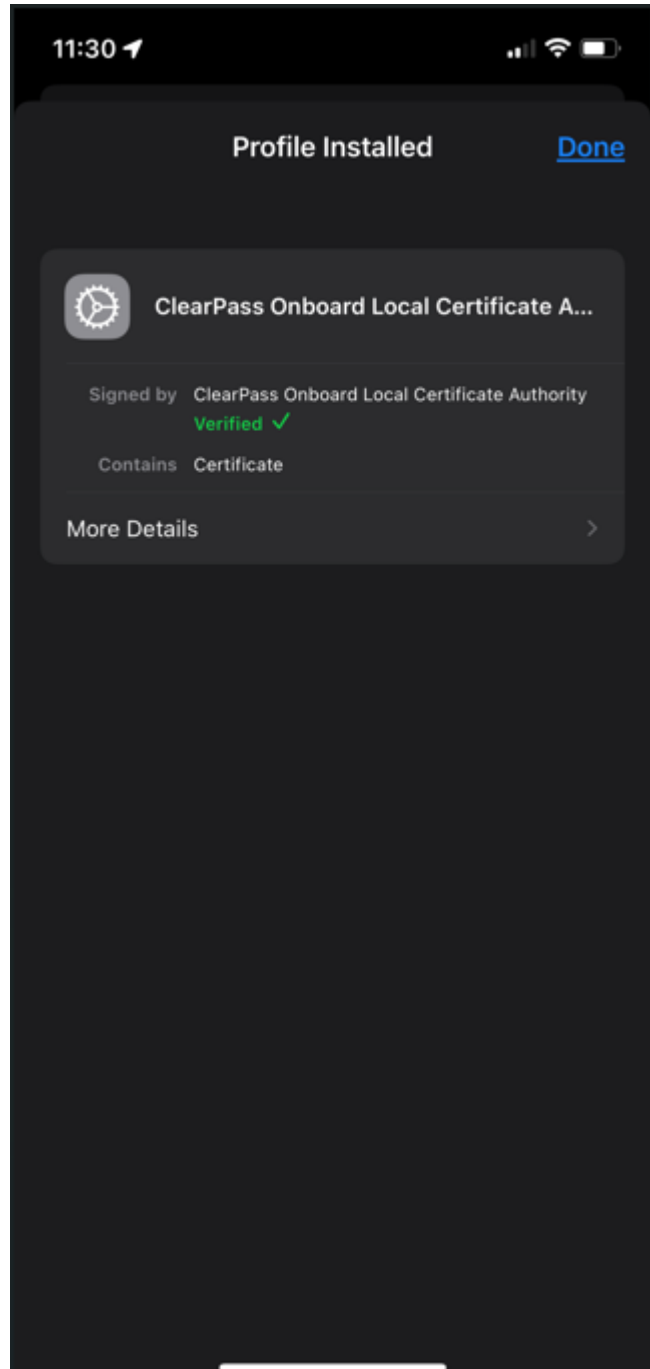 11:30
Profile Installed
Done
ClearPass Onboard Local Certificate A...
Signed by ClearPass Onboard Local Certificate Authority
Verified ✓
Contains Certificate
More Details